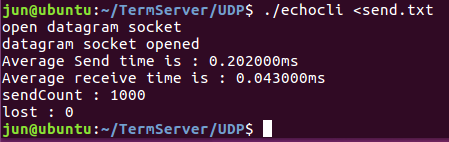 jun@ubuntu:~/TermServer/UDP$ ./echocli <send.txt
open datagram socket
datagram socket opened
Average Send time is : 0.202000ms
Average receive time is : 0.043000ms
sendCount : 1000
lost : 0
jun@ubuntu:~/TermServer/UDP$